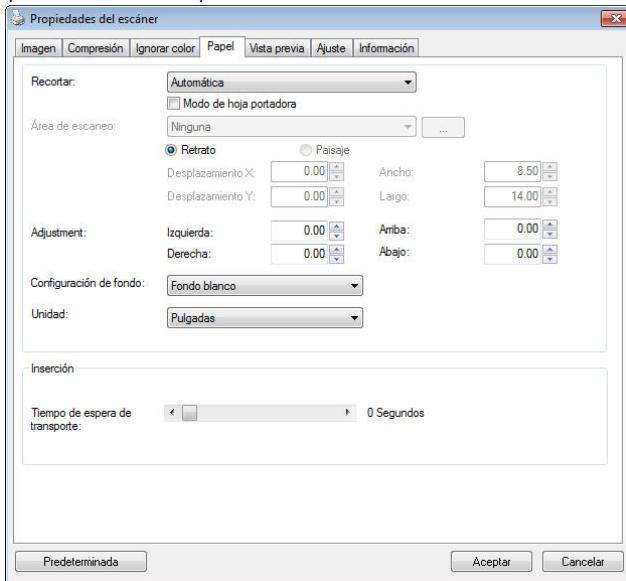 Propiedades del escáner
Imagen Compresión Ignorar color Papel Vista previa Ajuste Información
Recortar: Automática
Modo de hoja portadora
Área de escaneo: Ninguna ...
Retrato Paisaje
Desplazamiento X: 0.00 Ancho: 8.50
Desplazamiento Y: 0.00 Largo: 14.00
Adjustment: Izquierda: 0.00 Arriba: 0.00
Derecha: 0.00 Abajo: 0.00
Configuración de fondo: Fondo blanco
Unidad: Pulgadas
Inserción
Tiempo de espera de 0 Segundos
transporte:
Predeterminada Aceptar Cancelar